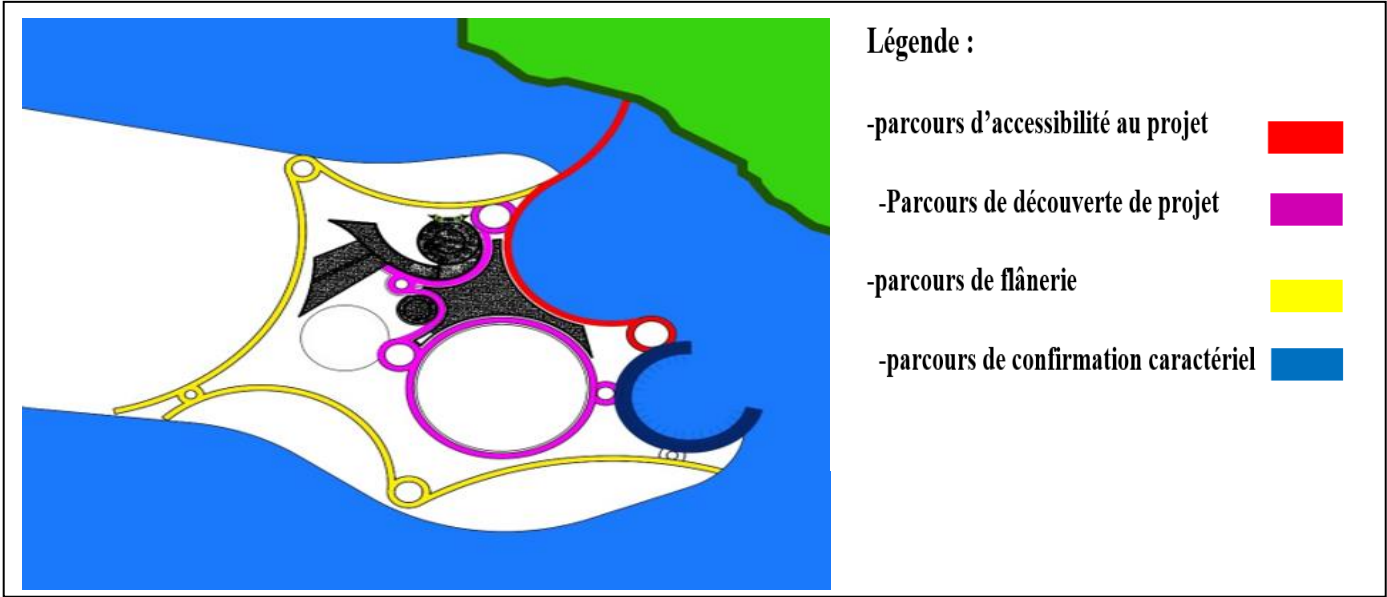 Légende :
-parcours d’accessibilité au projet
-Parcours de découverte de projet
-parcours de flânerie
-parcours de confirmation caractériel